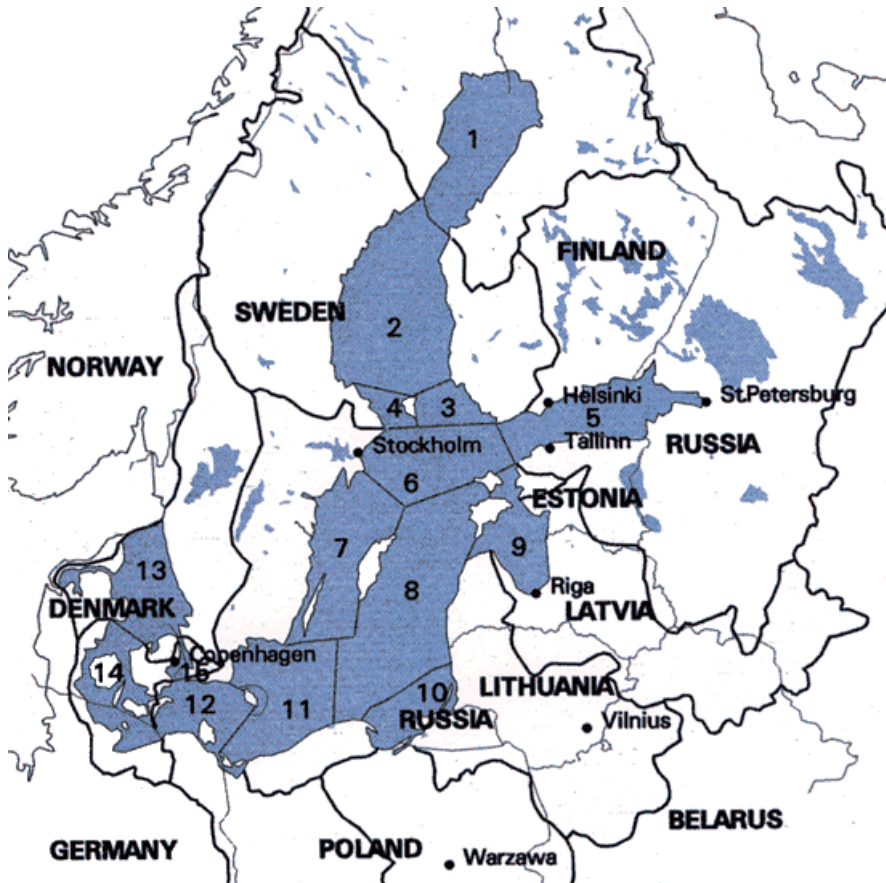 1
FINLAND
SWEDEN
2
NORWAY
4
3
Helsinki
5
St.Petersburg
Stockholm
Tallinn
RUSSIA
6
ESTONIA
7
9
13
8
Riga
DENMARK
LATVIA
Copenhagen
14
15
LITHUANIA
10
12
11
RUSSIA
Vilnius
BELARUS
GERMANY
POLAND
Warzawa